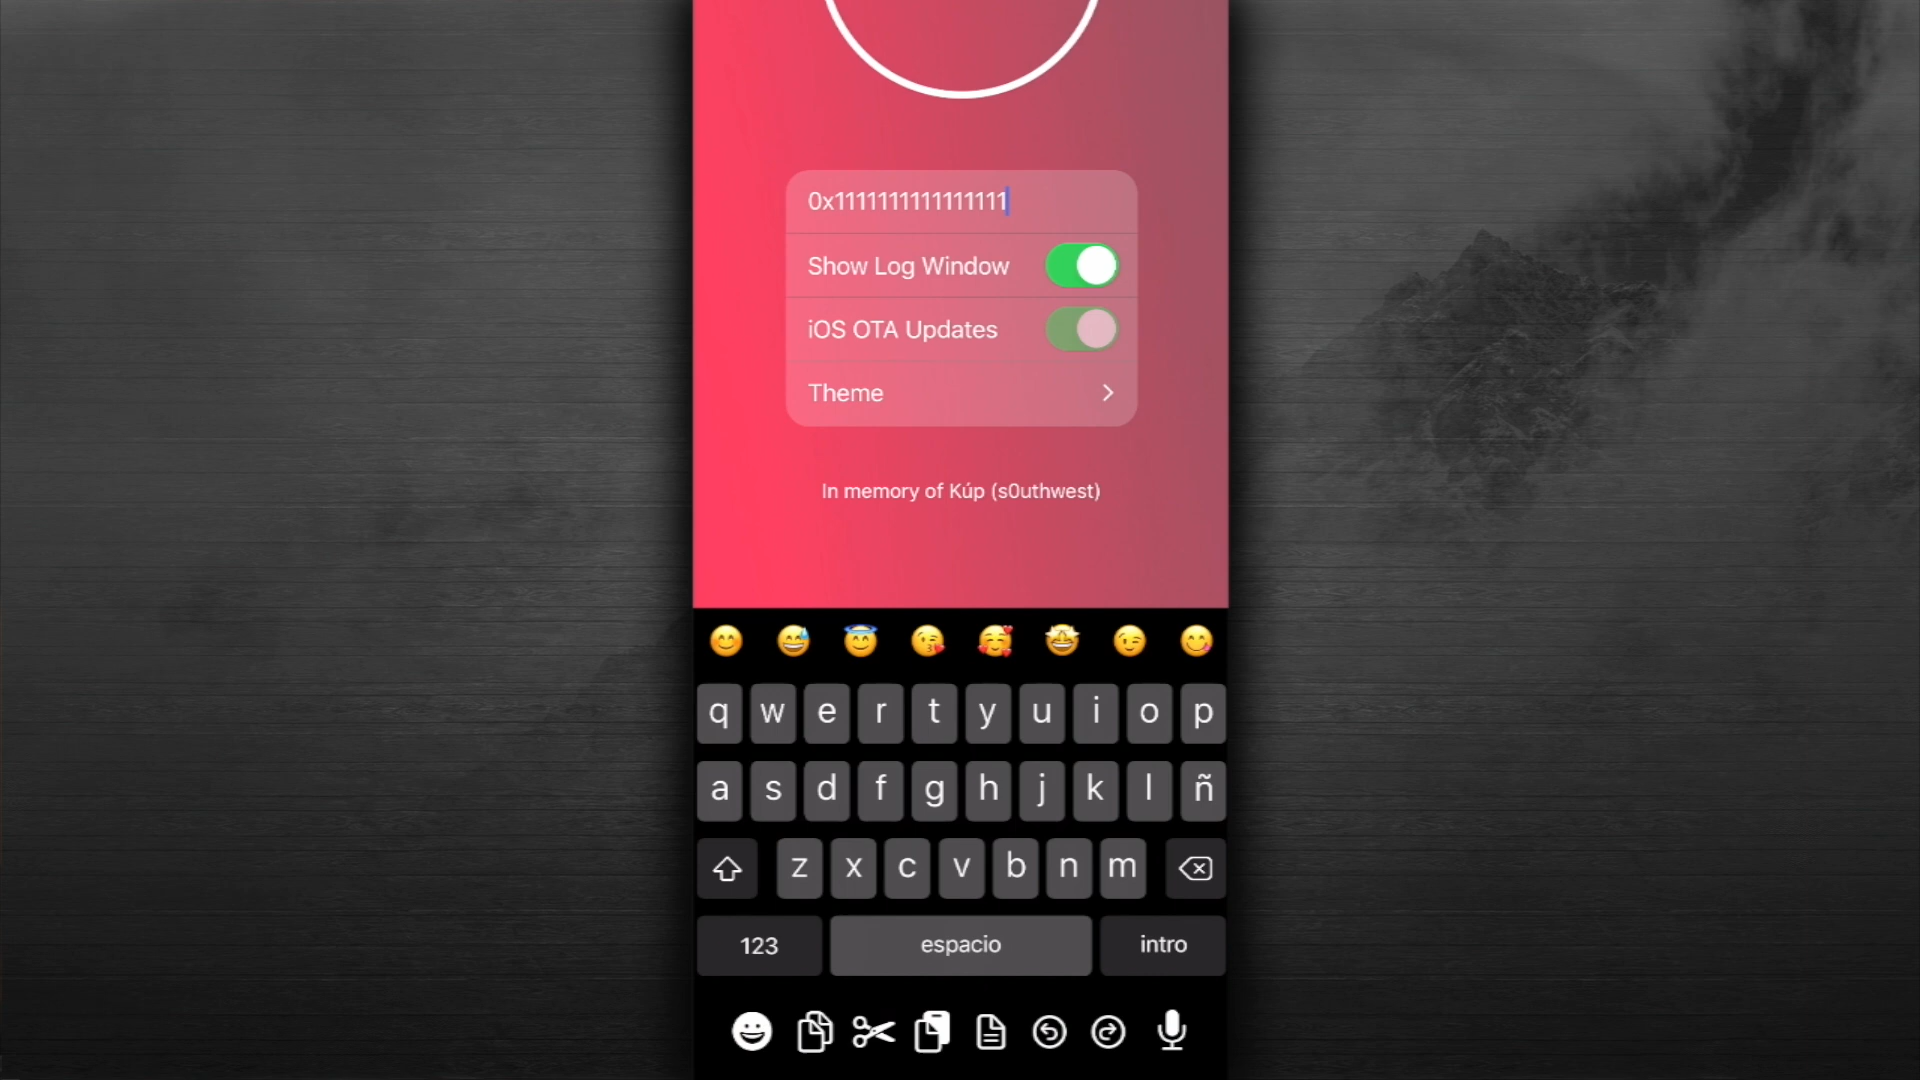 0x1111111111111111
Show Log Window
iOS OTA Updates
Theme
In memory of Kúp (s0uthwest)
q w e r t y u i o p
a s d f g h j k l ñ
z x c v b n m
123 espacio intro